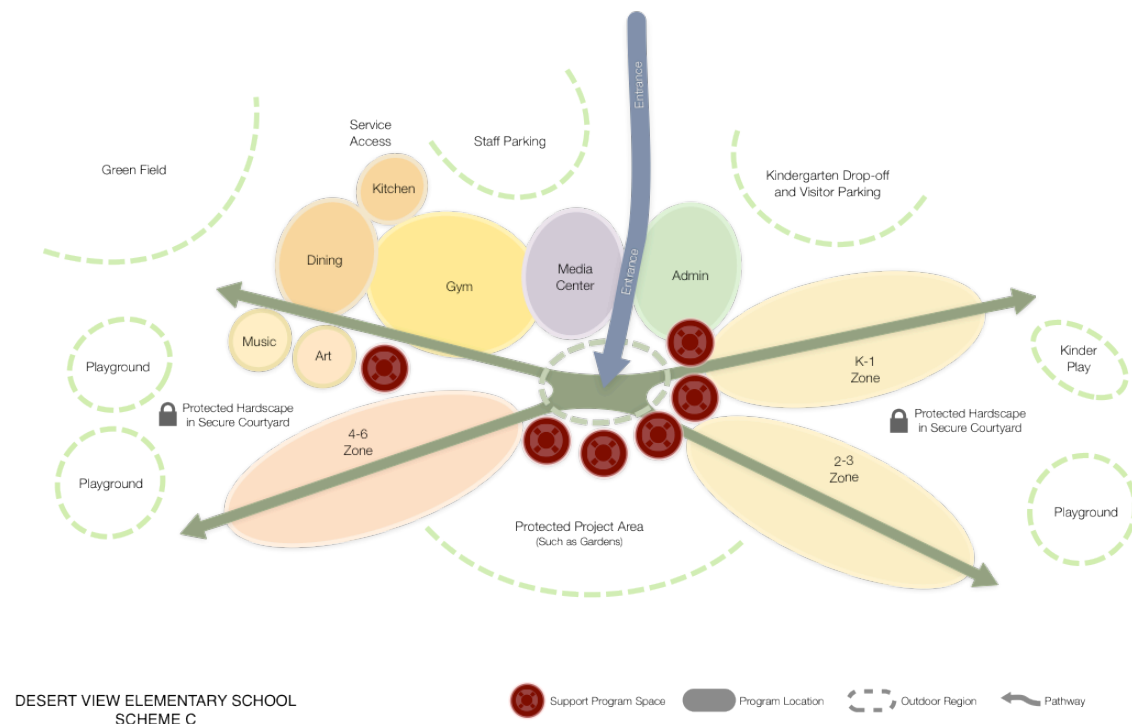 Entrance
Service
Access
Staff Parking
Green Field
Kindergarten Drop-off
and Visitor Parking
Kitchen
Dining
Gym
Media
Center
Entrance
Admin
Music
Art
Playground
K-1
Zone
Kinder
Play
Protected Hardscape
in Secure Courtyard
Protected Hardscape
in Secure Courtyard
4-6
Zone
2-3
Zone
Playground
Playground
Protected Project Area
(Such as Gardens)
DESERT VIEW ELEMENTARY SCHOOL
SCHEME C
Support Program Space
Program Location
Outdoor Region
Pathway